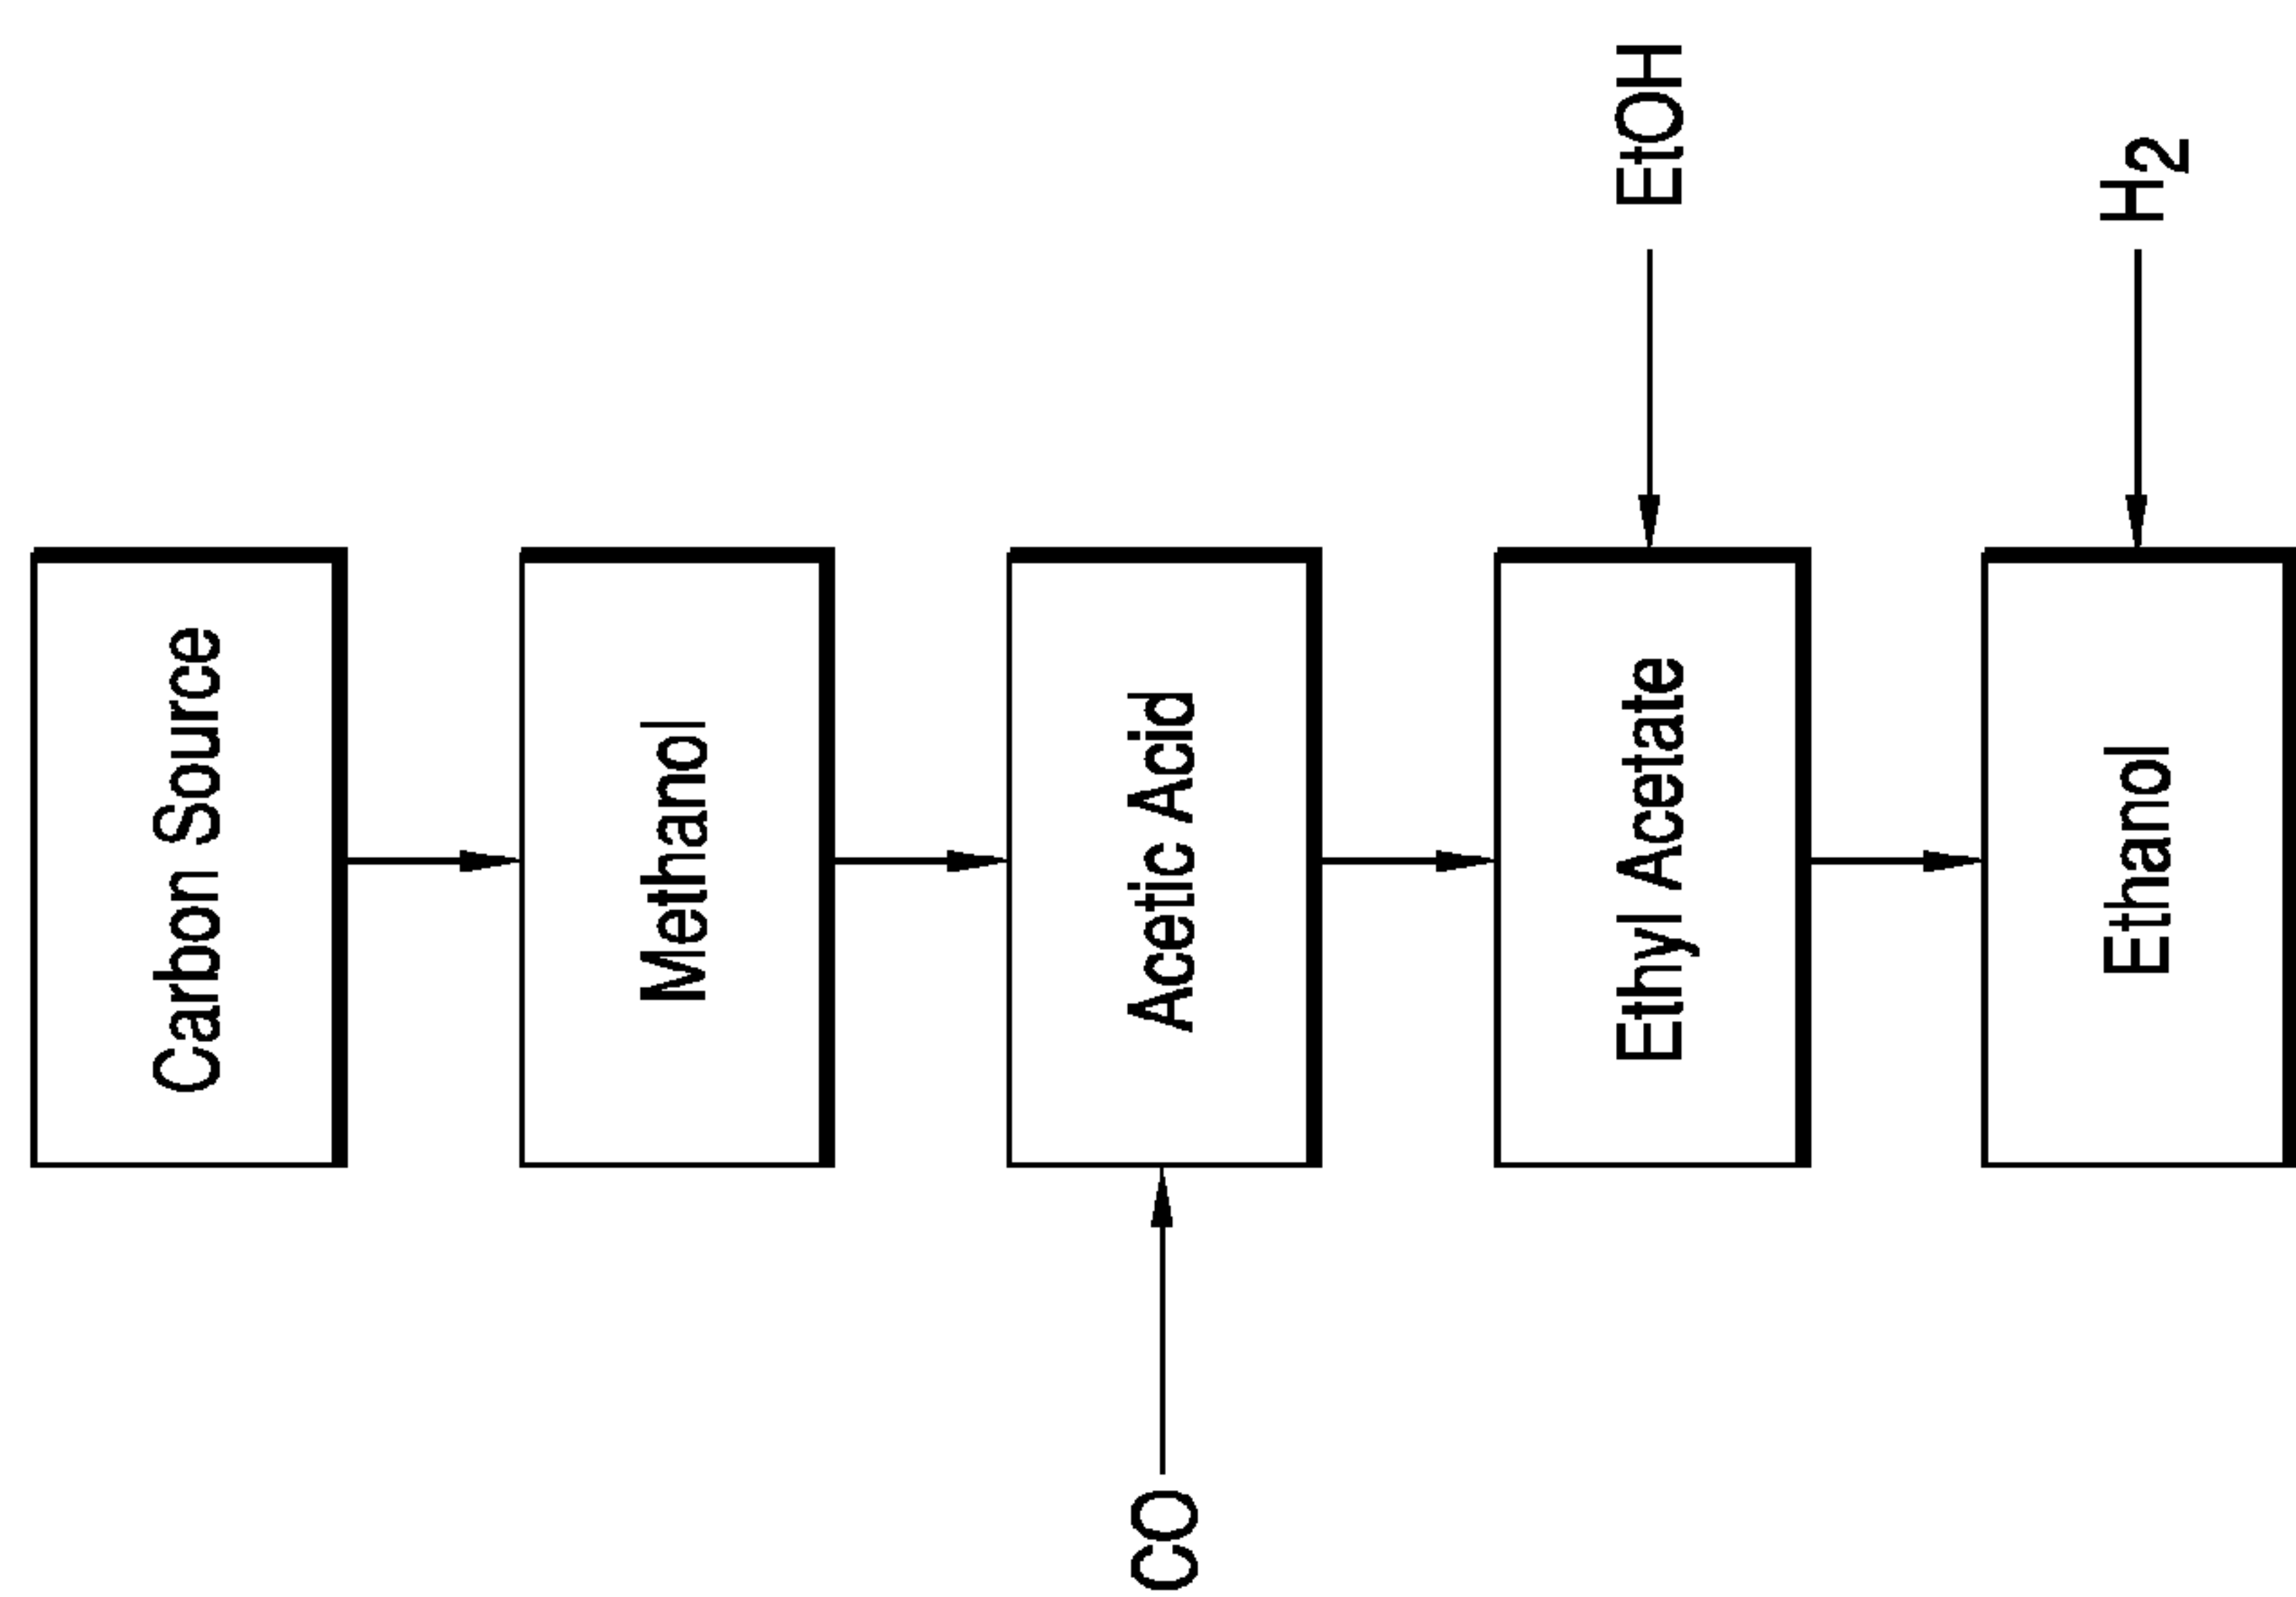 Carbon Source
Methanol
CO
Acetic Acid
Ethyl Acetate
EtOH
Ethanol
H2